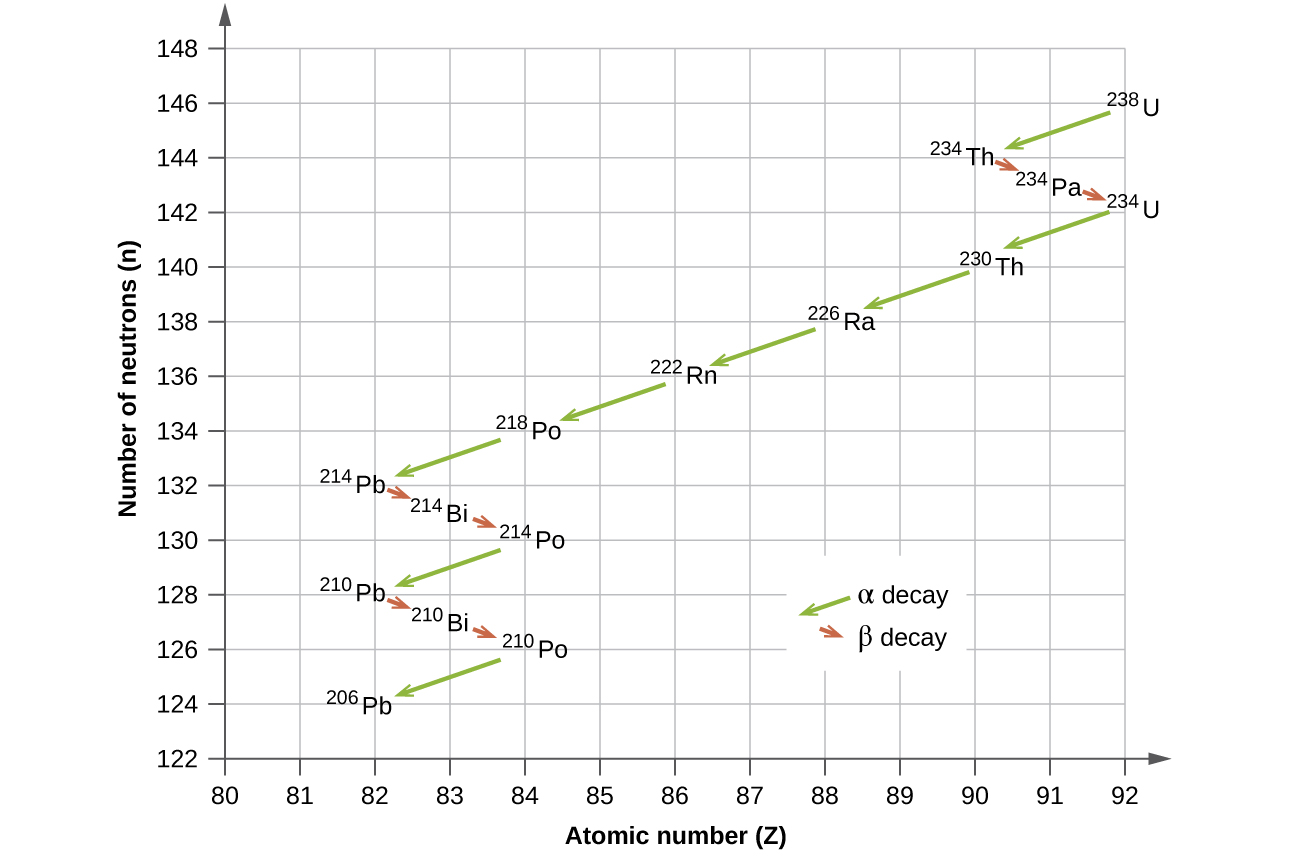 148
146
144
142
140
138
136
134
132
130
128
126
124
122
Number of neutrons (n)
238U
234Th
234Pa
234U
230Th
226Ra
222Rn
218Po
214Pb
214Bi
214Po
210Pb
210Bi
210Po
206Pb
α decay
β decay
80 81 82 83 84 85 86 87 88 89 90 91 92
Atomic number (Z)